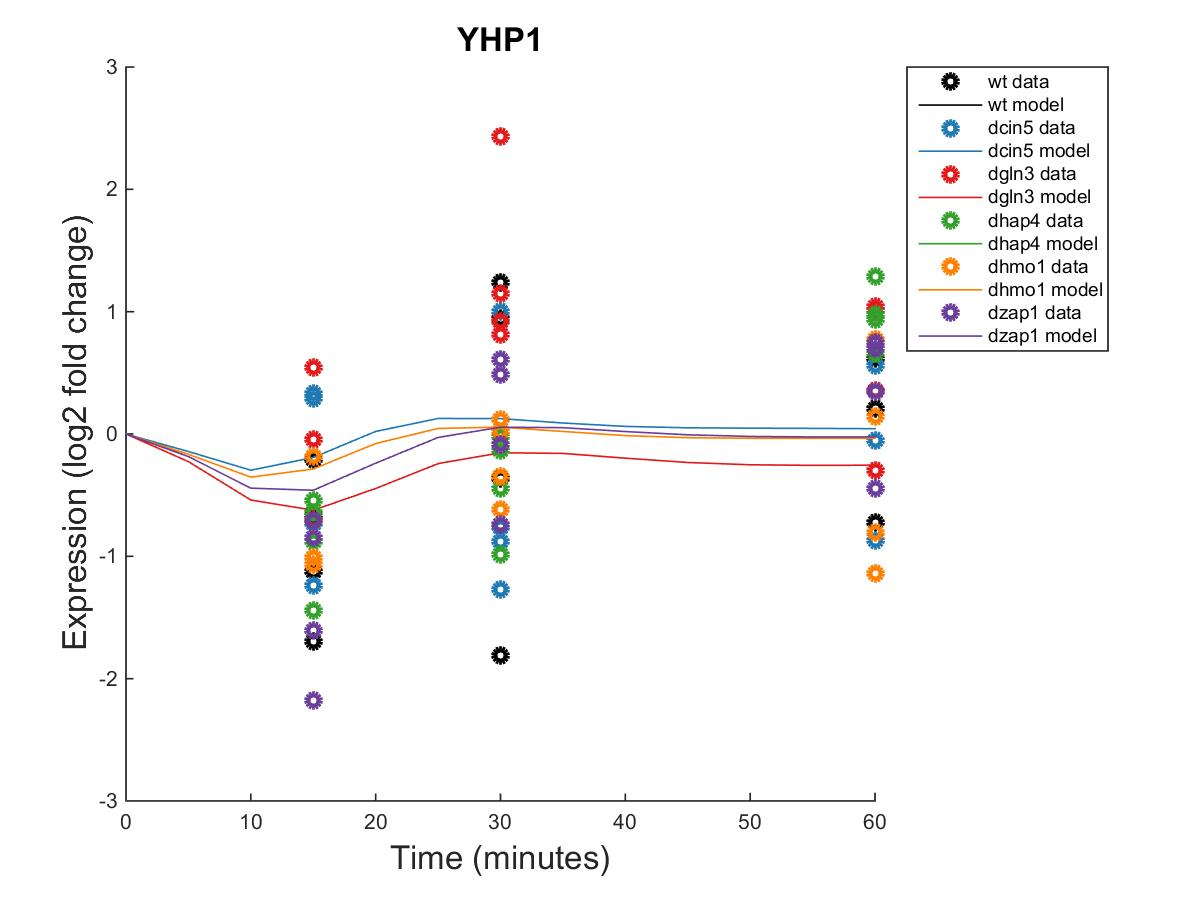 YHP1
Expression (log2 fold change)
3
2
1
0
-1
-2
-3
0 10 20 30 40 50 60
Time (minutes)
wt data
wt model
dcin5 data
dcin5 model
dgln3 data
dgln3 model
dhap4 data
dhap4 model
dhmo1 data
dhmo1 model
dzap1 data
dzap1 model